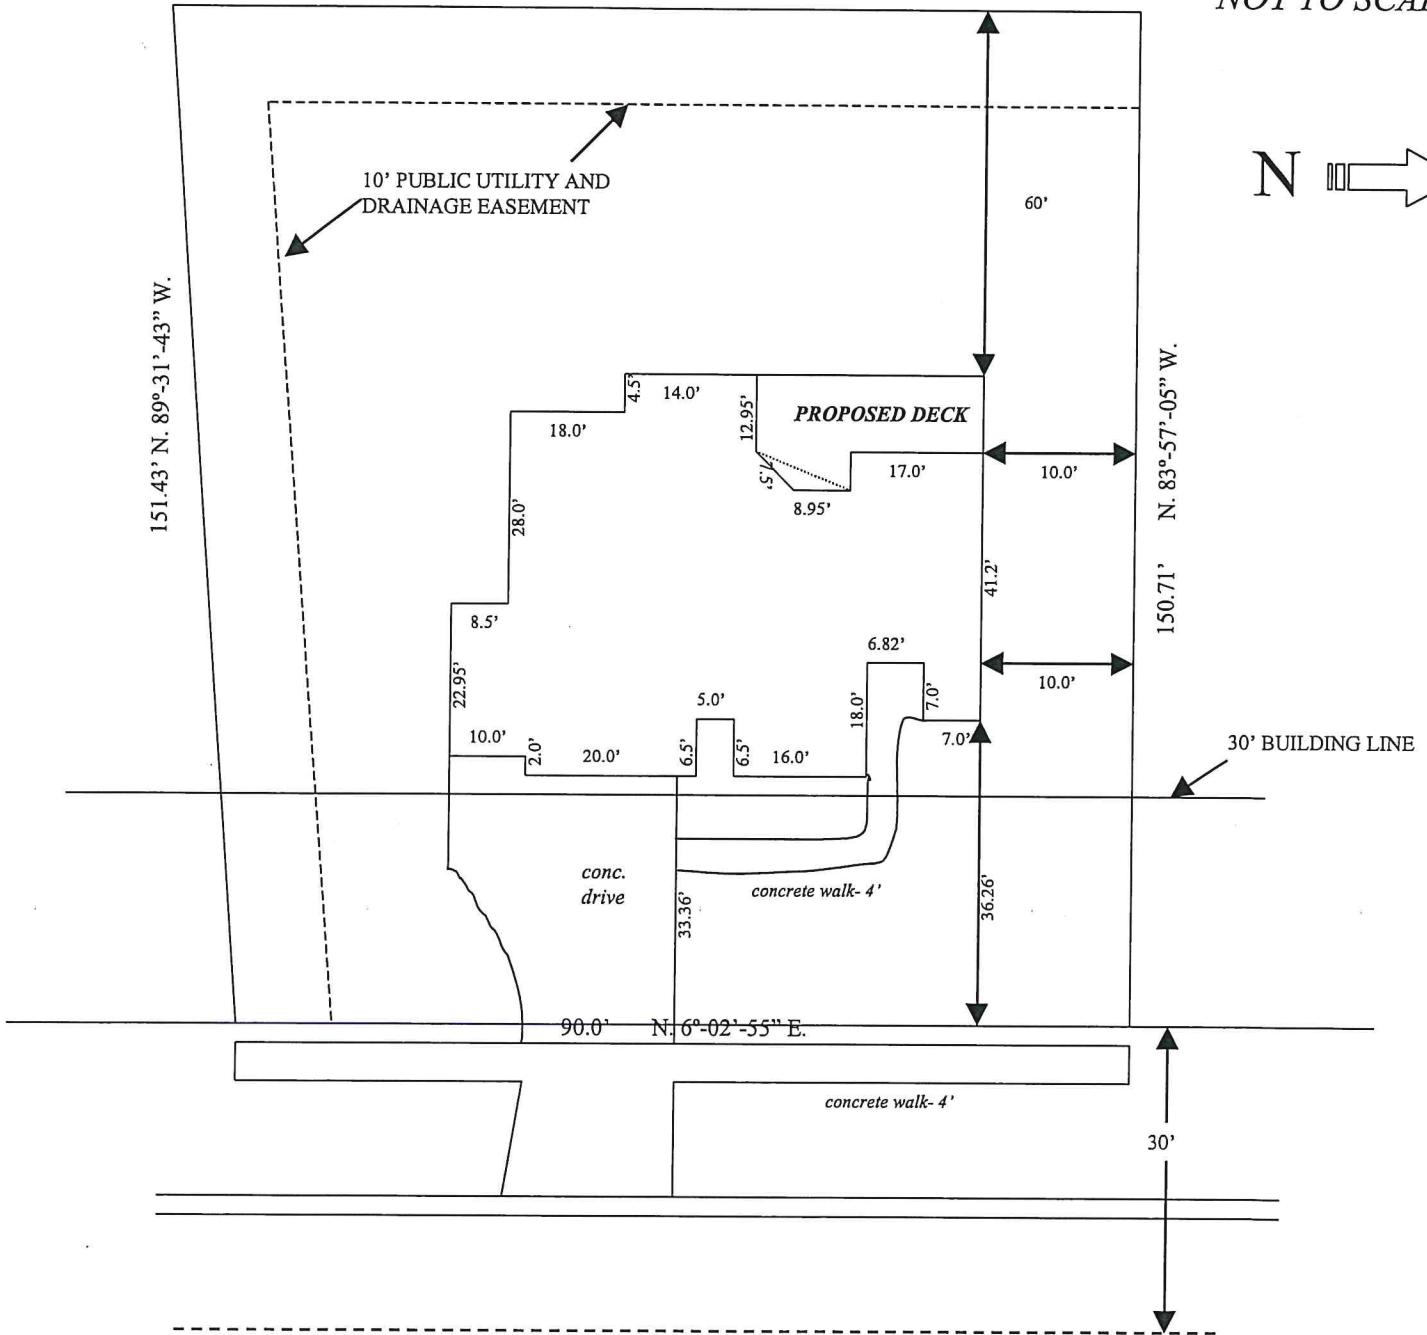 NOT TO
N
60'
10' PUBLIC UTILITY AND
DRAINAGE EASEMENT
151.43' N. 89º-31'-43" W.
150.71' N. 83º-57'-05" W.
4.5'
14.0'
12.95'
PROPOSED DECK
18.0'
7.5'
17.0'
10.0'
8.95'
28.0'
41.2'
8.5'
6.82'
22.95'
18.0'
7.0'
10.0'
5.0'
10.0'
2.0'
20.0'
6.5'
6.5'
16.0'
7.0'
30' BUILDING LINE
conc.
drive
33.36'
concrete walk- 4'
36.26'
90.0' N. 6º-02'-55" E.
concrete walk- 4'
30'